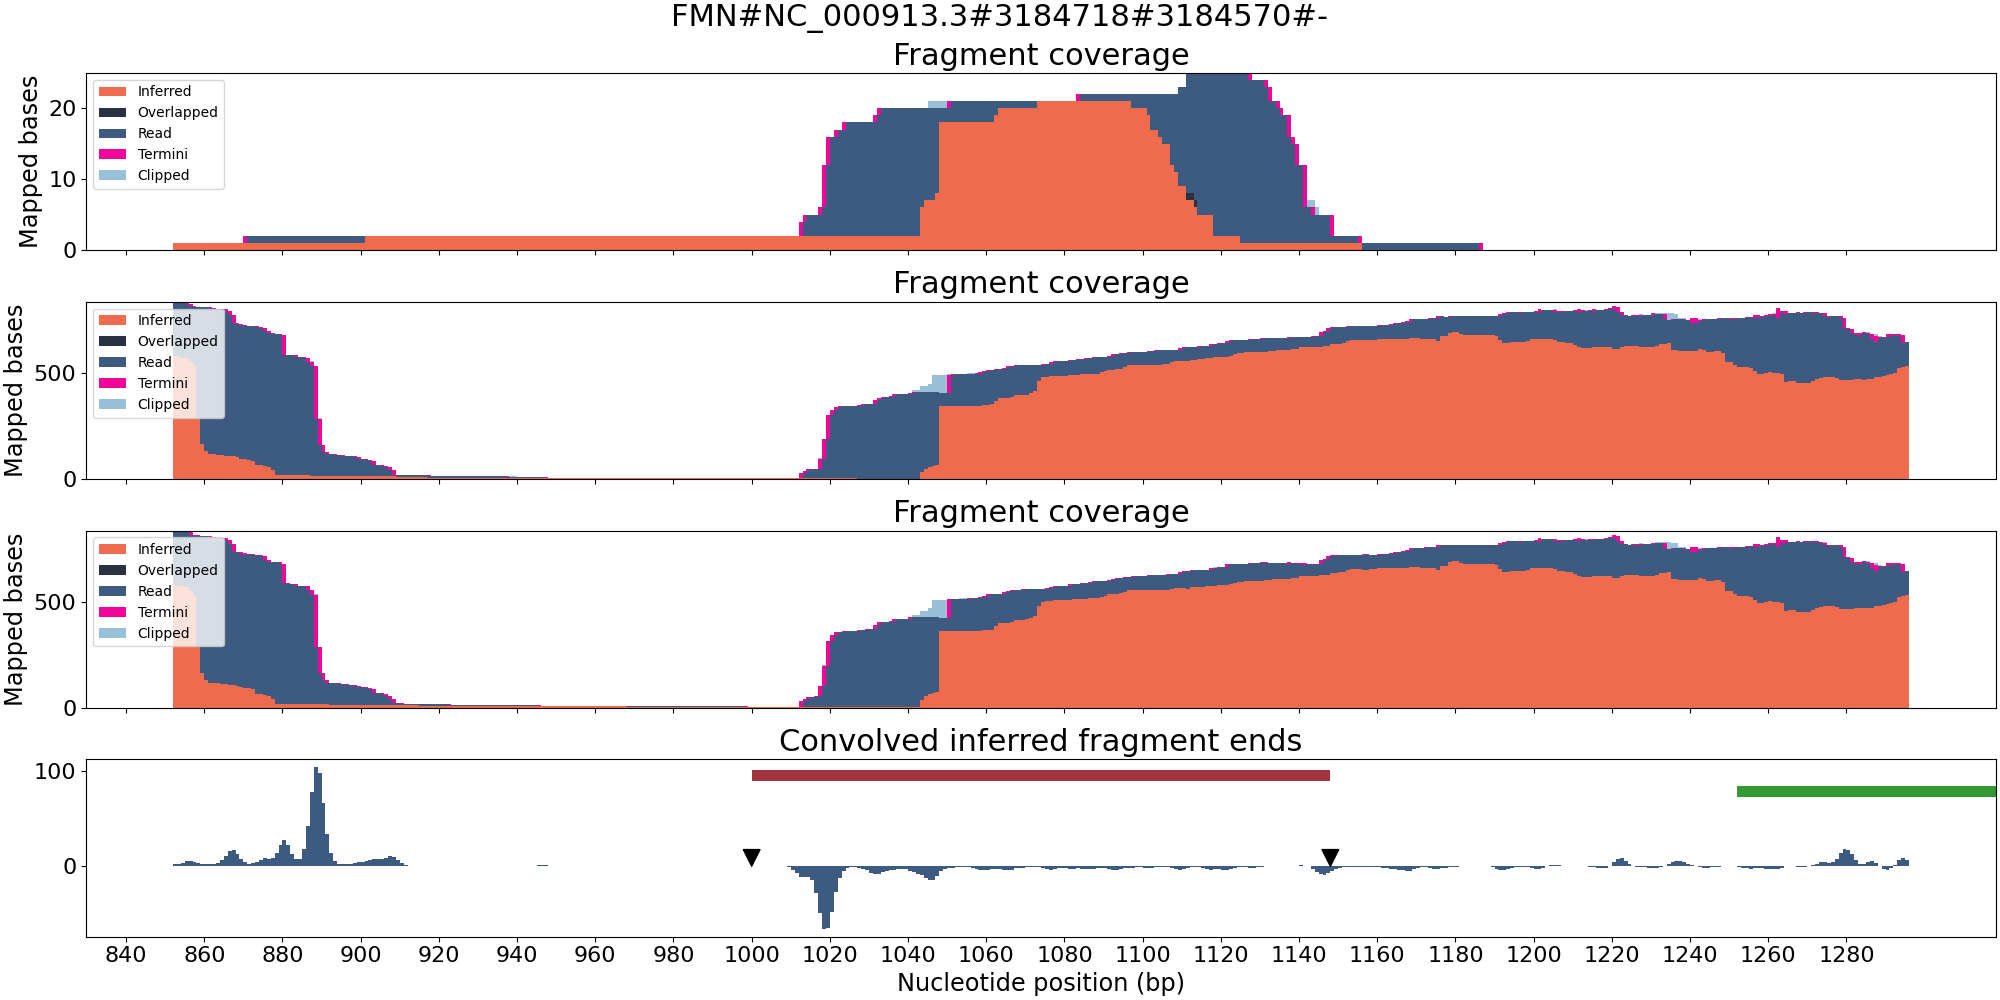 FMN#NC_000913.3#3184718#3184570#-
Fragment coverage
Mapped bases
20
10
0
Inferred
Overlapped
Read
Termini
Clipped
Fragment coverage
Mapped bases
500
0
Inferred
Overlapped
Read
Termini
Clipped
Fragment coverage
Mapped bases
500
0
Inferred
Overlapped
Read
Termini
Clipped
Convolved inferred fragment ends
100
0
840 860 880 900 920 940 960 980 1000 1020 1040 1060 1080 1100 1120 1140 1160 1180 1200 1220 1240 1260 1280
Nucleotide position (bp)